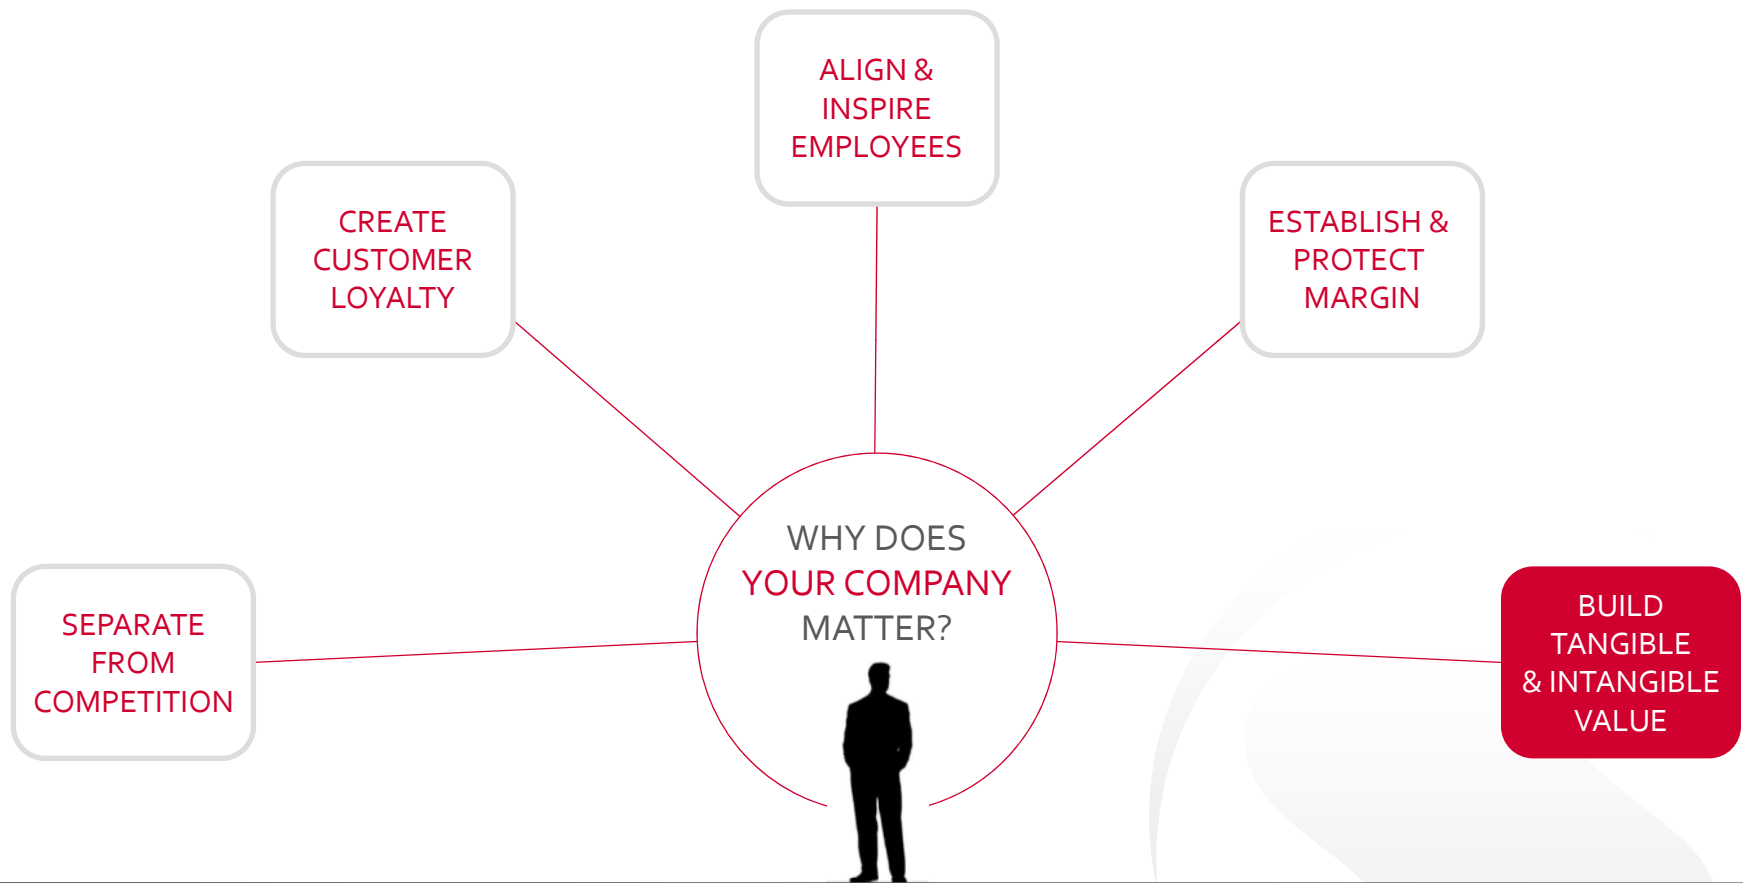 ALIGN &
INSPIRE
EMPLOYEES
CREATE
CUSTOMER
LOYALTY
ESTABLISH &
PROTECT
MARGIN
WHY DOES
YOUR COMPANY
MATTER?
SEPARATE
FROM
COMPETITION
BUILD
TANGIBLE
& INTANGIBLE
VALUE